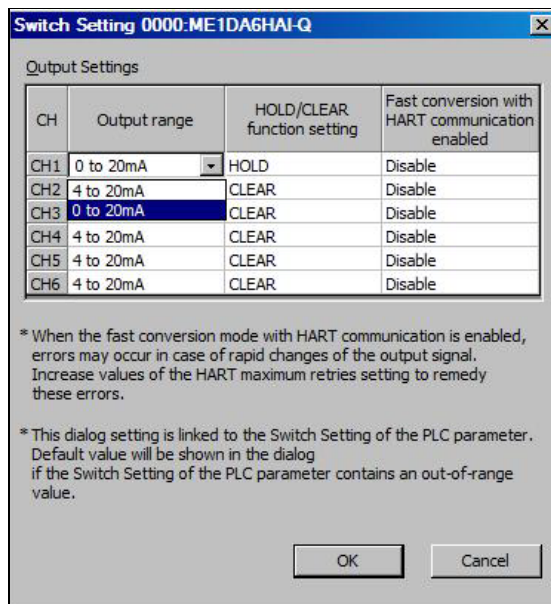 Switch Setting 0000:ME1DA6HAI-Q
Output Settings
CH Output range HOLD/CLEAR function setting Fast conversion with HART communication enabled
CH1 0 to 20mA HOLD Disable
CH2 4 to 20mA CLEAR Disable
CH3 0 to 20mA CLEAR Disable
CH4 4 to 20mA CLEAR Disable
CH5 4 to 20mA CLEAR Disable
CH6 4 to 20mA CLEAR Disable
* When the fast conversion mode with HART communication is enabled,
errors may occur in case of rapid changes of the output signal.
Increase values of the HART maximum retries setting to remedy
these errors.
* This dialog setting is linked to the Switch Setting of the PLC parameter.
Default value will be shown in the dialog
if the Switch Setting of the PLC parameter contains an out-of-range
value.
OK Cancel